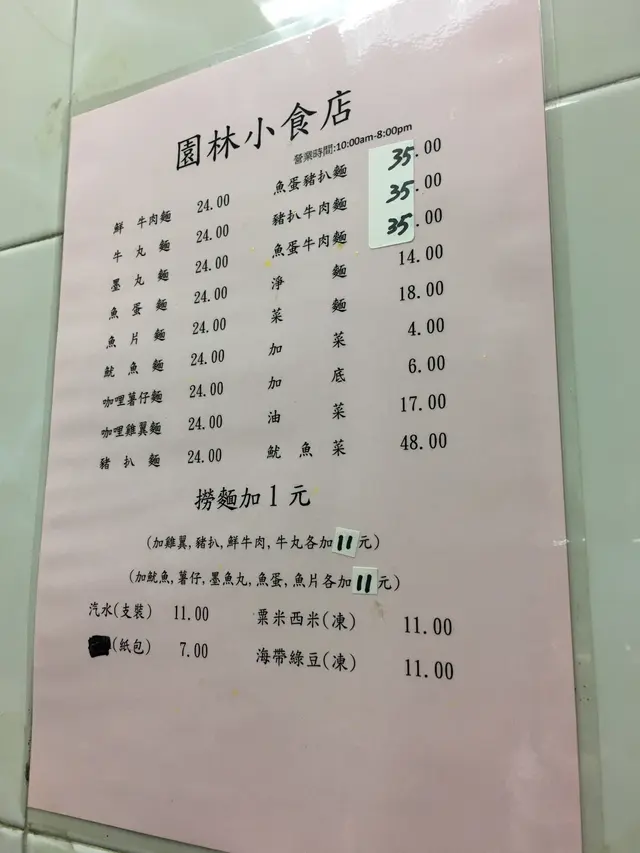 園林小食店
營業時間:10:00am-8:00pm
鮮牛肉麵 24.00
牛丸麵 24.00
墨丸麵 24.00
魚蛋麵 24.00
魚片麵 24.00
魷魚麵 24.00
咖哩薯仔麵 24.00
咖哩雞翼麵 24.00
豬扒麵 24.00
魚蛋豬扒麵 35.00
豬扒牛肉麵 35.00
魚蛋牛肉麵 35.00
淨麵 14.00
菜麵 18.00
加菜 4.00
加底 6.00
油菜 17.00
魷魚菜 48.00
撈麵加1元
(加雞翼,豬扒,鮮牛肉,牛丸各加11元)
(加魷魚,薯仔,墨魚丸,魚蛋,魚片各加11元)
汽水(支裝) 11.00
(紙包) 7.00
粟米西米(凍) 11.00
海帶綠豆(凍) 11.00